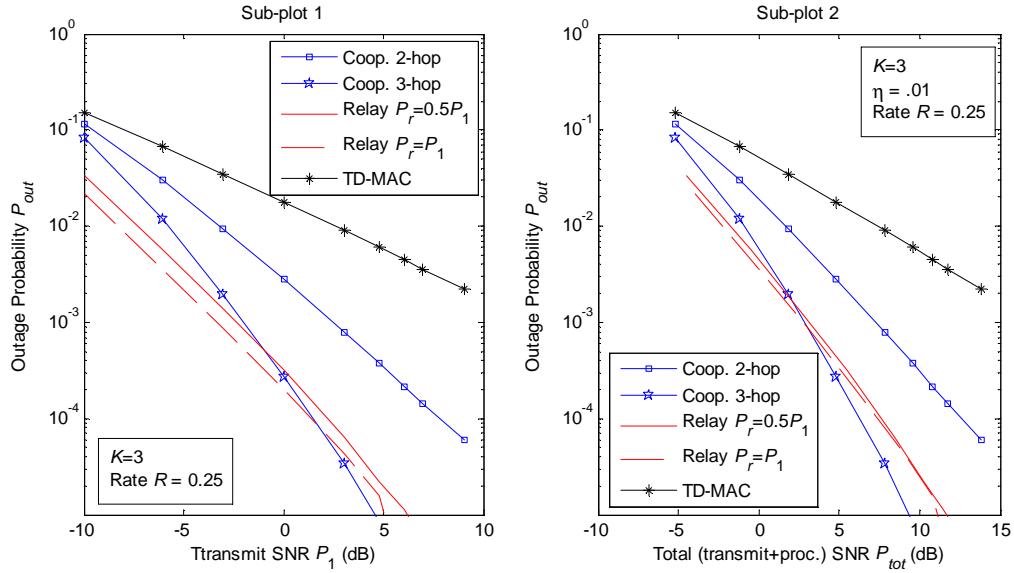 Sub-plot 1
10^0
10^-1
10^-2
10^-3
10^-4
Outage Probability P_out
-10
-5
0
5
10
Ttransmit SNR P_1 (dB)
Coop. 2-hop
Coop. 3-hop
Relay P_r=0.5P_1
Relay P_r=P_1
TD-MAC
K=3
Rate R = 0.25
Sub-plot 2
10^0
10^-1
10^-2
10^-3
10^-4
Outage Probability P_out
-10
-5
0
5
10
15
Total (transmit+proc.) SNR P_tot (dB)
K=3
η = .01
Rate R = 0.25
Coop. 2-hop
Coop. 3-hop
Relay P_r=0.5P_1
Relay P_r=P_1
TD-MAC